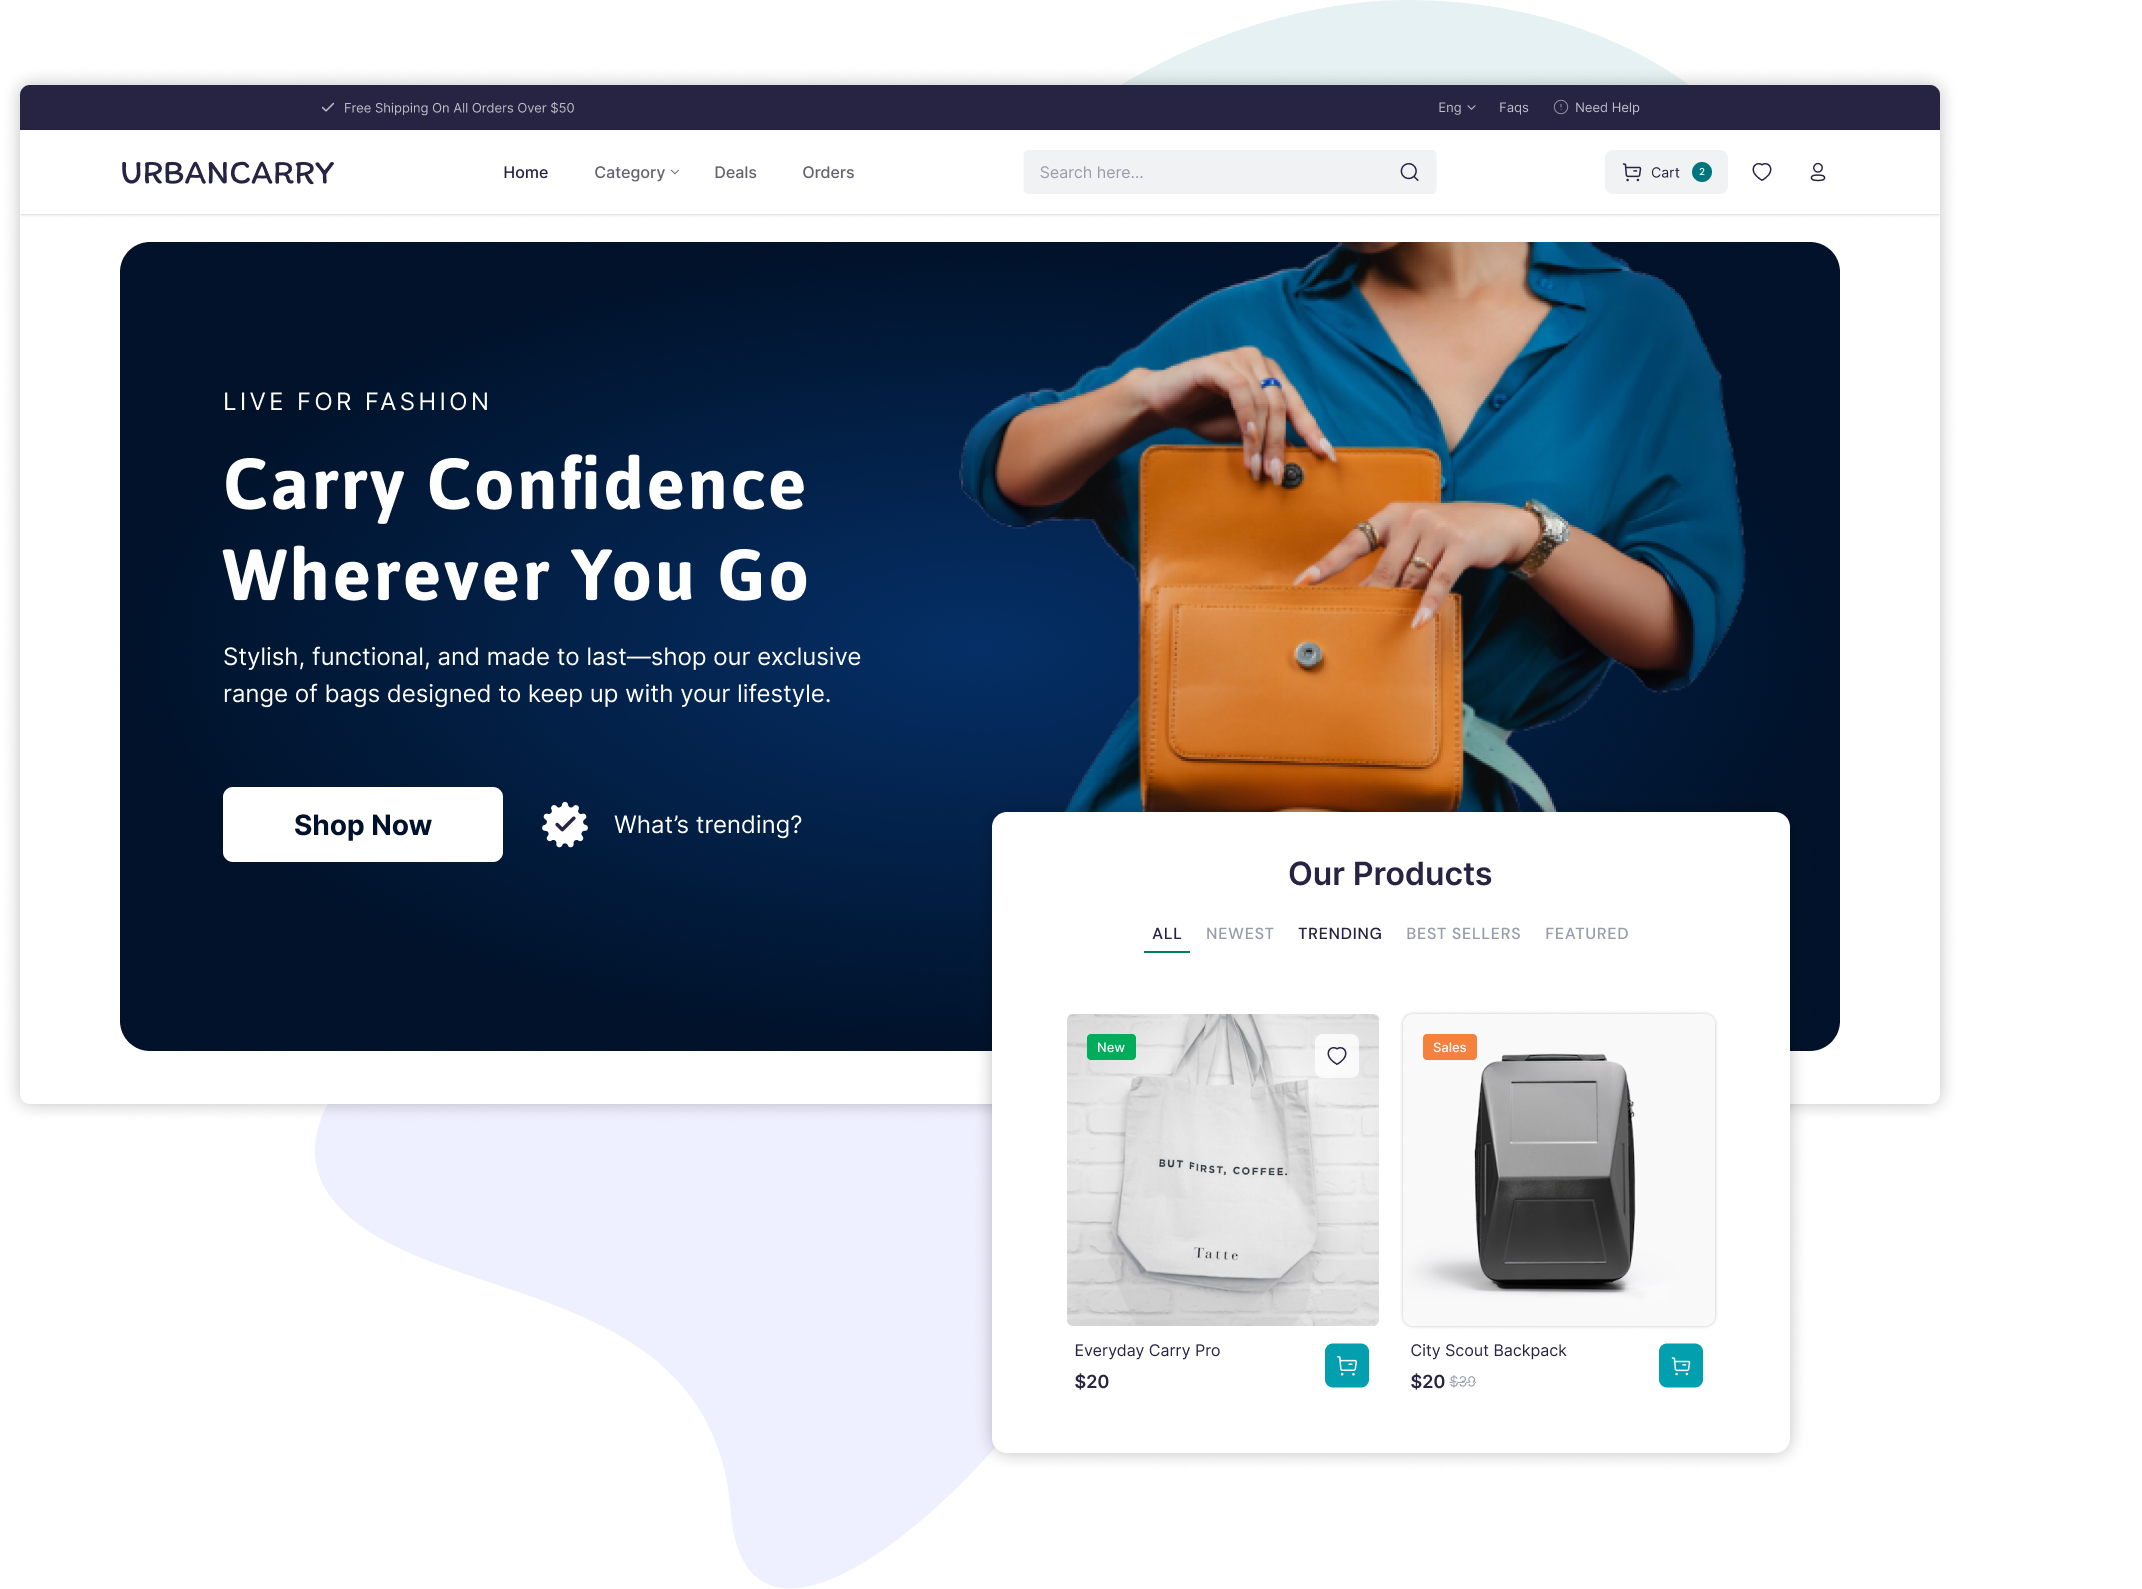 Free Shipping On All Orders Over $50
Eng
Faqs
Need Help
URBANCARRY
Home
Category
Deals
Orders
Search here...
Cart
2
LIVE FOR FASHION
Carry Confidence
Wherever You Go
Stylish, functional, and made to last—shop our exclusive
range of bags designed to keep up with your lifestyle.
Shop Now
What’s trending?
Our Products
ALL
NEWEST
TRENDING
BEST SELLERS
FEATURED
New
BUT FIRST, COFFEE.
Tatte
Sales
Everyday Carry Pro
$20
City Scout Backpack
$20 $39